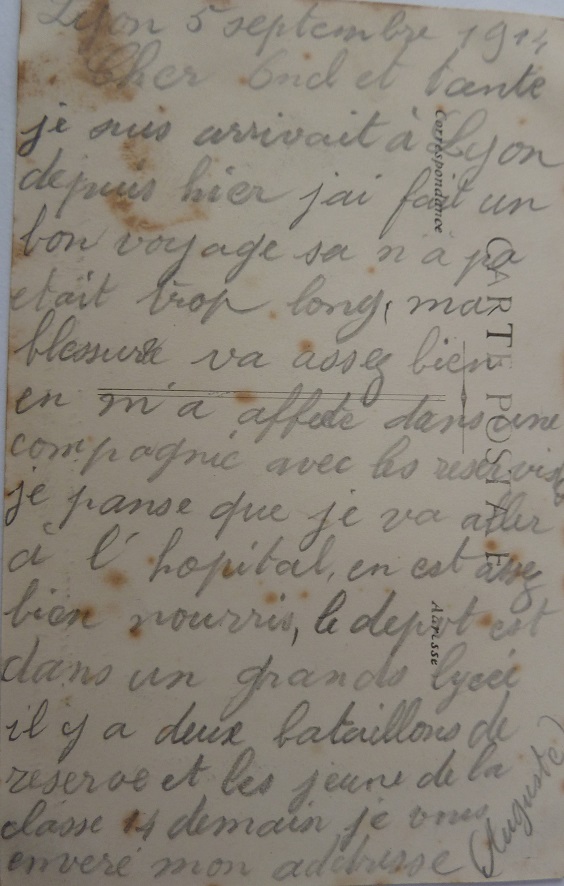 Lyon 5 septembre 1914
Cher Oncl et tante
je suis arrivait à Lyon
depuis hier jai fait un
bon voyage sa n'a pa
etait trop long, ma
blessure va assez bien
en m'a affeté dans une
compagnie avec les reservistes
je panse que je va aller
à l'hopital, en est assez
bien nourris, le depot est
dans un grands lycée
il y a deux bataillons de
reserve et les jeune de la
classe 14 demain je vous
enveré mon addresse (Auguste)
Correspondance
CARTE POSTALE
Adresse